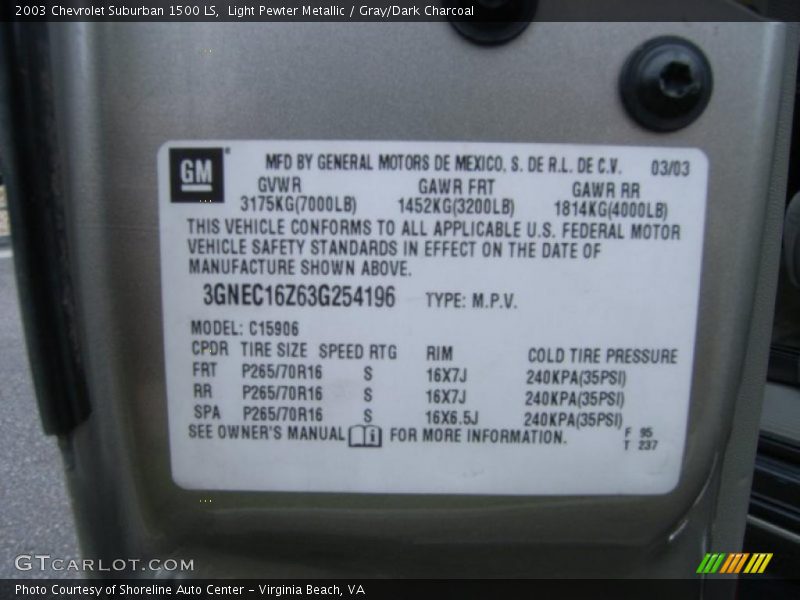 2003 Chevrolet Suburban 1500 LS,  Light Pewter Metallic / Gray/Dark Charcoal
GM MFD BY GENERAL MOTORS DE MEXICO, S. DE R.L. DE C.V. 03/03
GVWR GAWR FRT GAWR RR
3175KG(7000LB) 1452KG(3200LB) 1814KG(4000LB)
THIS VEHICLE CONFORMS TO ALL APPLICABLE U.S. FEDERAL MOTOR
VEHICLE SAFETY STANDARDS IN EFFECT ON THE DATE OF
MANUFACTURE SHOWN ABOVE.
3GNEC16Z63G254196 TYPE: M.P.V.
MODEL: C15906
CPDR TIRE SIZE SPEED RTG RIM COLD TIRE PRESSURE
FRT P265/70R16 S 16X7J 240KPA(35PSI)
RR P265/70R16 S 16X7J 240KPA(35PSI)
SPA P265/70R16 S 16X6.5J 240KPA(35PSI)
SEE OWNER'S MANUAL i FOR MORE INFORMATION.
F 95
T 237
GTCARLOT.COM
Photo Courtesy of Shoreline Auto Center - Virginia Beach, VA